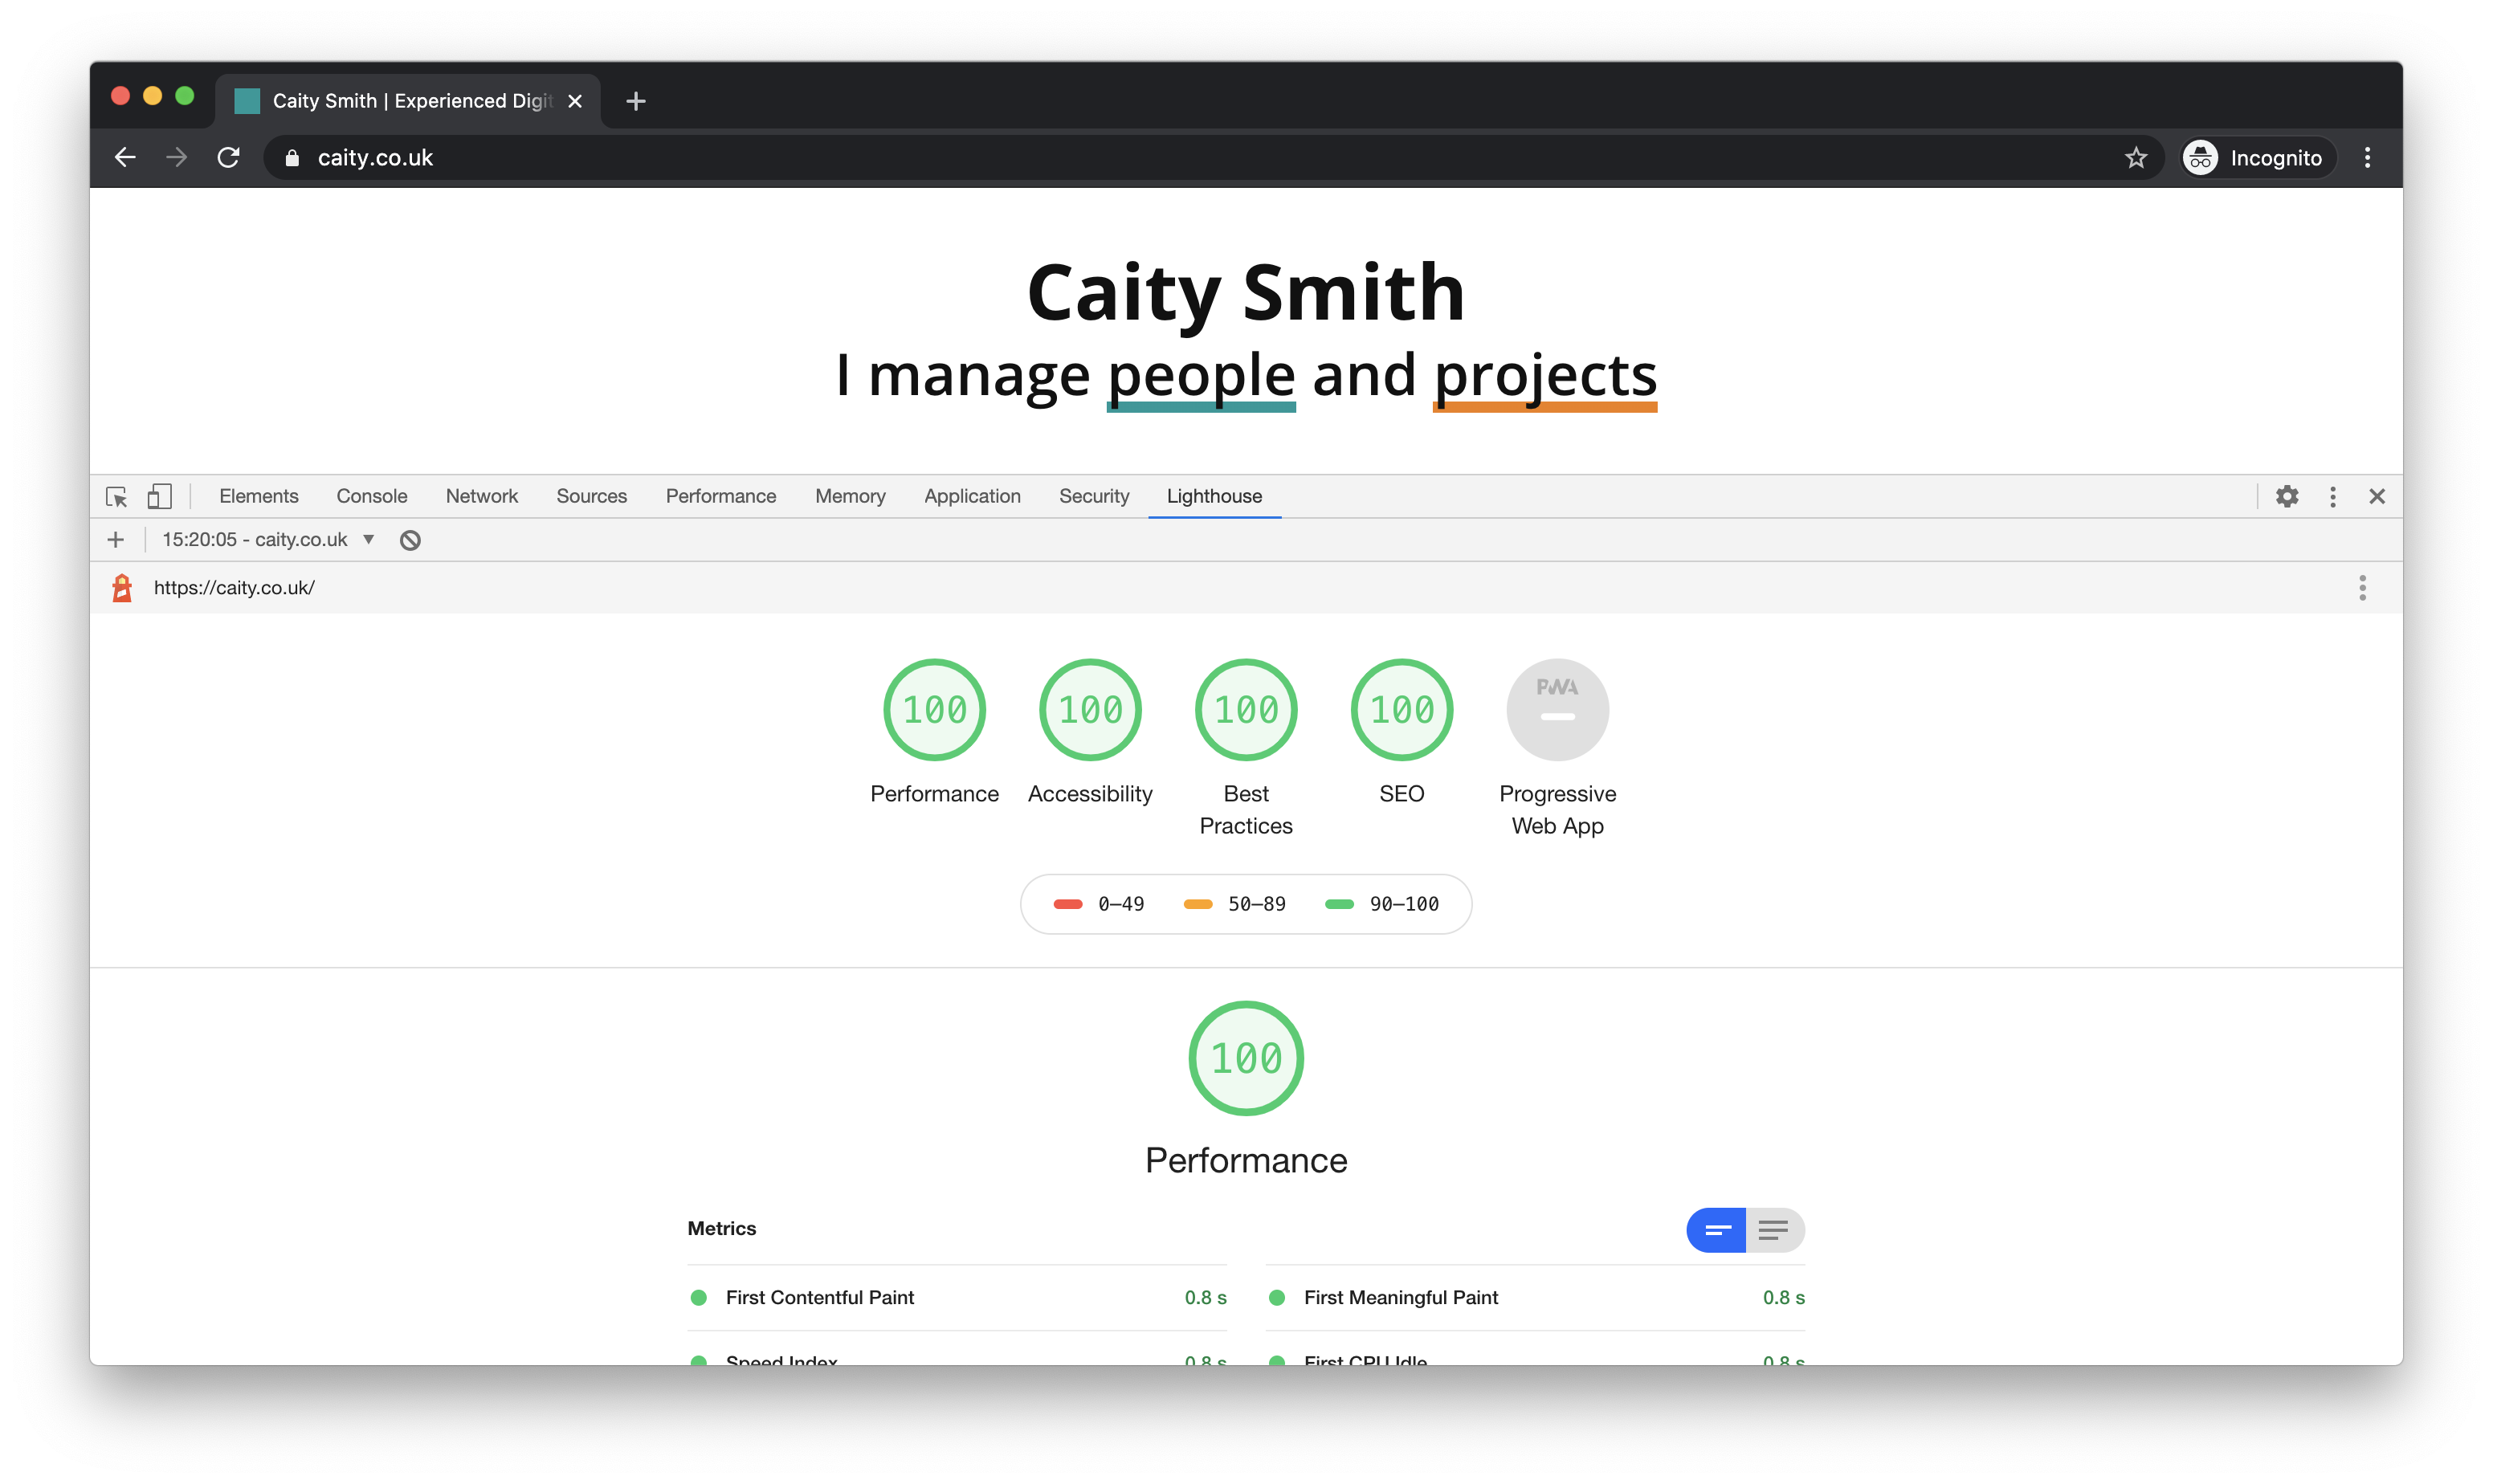 Caity Smith | Experienced Digit
caity.co.uk
Incognito
Caity Smith
I manage people and projects
Elements Console Network Sources Performance Memory Application Security Lighthouse
15:20:05 - caity.co.uk
https://caity.co.uk/
100 100 100 100 PWA
Performance Accessibility Best Practices SEO Progressive Web App
0–49 50–89 90–100
100
Performance
Metrics
First Contentful Paint 0.8 s First Meaningful Paint 0.8 s
Speed Index 0.8 s First CPU Idle 0.8 s